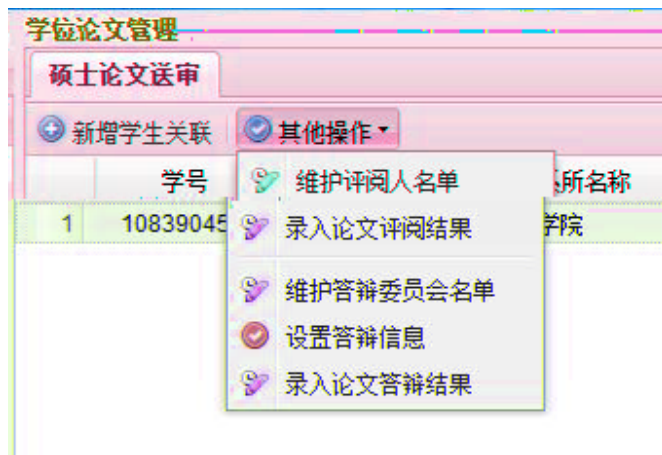 学位论文管理
硕士论文送审
新增学生关联 其他操作
学号 所名称
1 10839045 学院
维护评阅人名单
录入论文评阅结果
维护答辩委员会名单
设置答辩信息
录入论文答辩结果